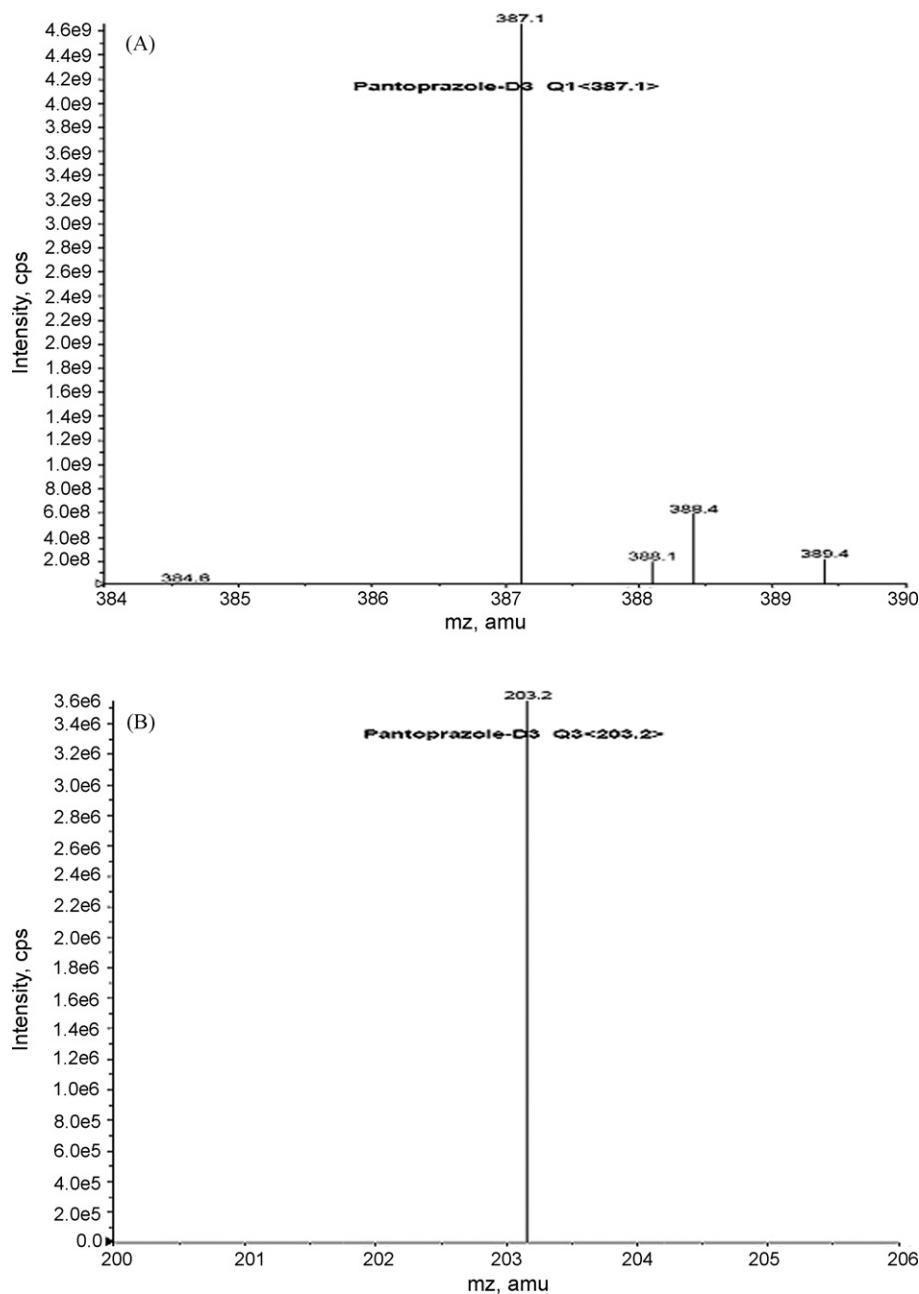 (A)
387.1
Pantoprazole-D3 Q1<387.1>
4.6e9
4.4e9
4.2e9
4.0e9
3.8e9
3.6e9
3.4e9
3.2e9
3.0e9
2.8e9
2.6e9
2.4e9
2.2e9
2.0e9
1.8e9
1.6e9
1.4e9
1.2e9
1.0e9
8.0e8
6.0e8
4.0e8
2.0e8
Intensity, cps
384.6
388.1
388.4
389.4
384 385 386 387 388 389 390
mz, amu
(B)
203.2
Pantoprazole-D3 Q3<203.2>
3.6e6
3.4e6
3.2e6
3.0e6
2.8e6
2.6e6
2.4e6
2.2e6
2.0e6
1.8e6
1.6e6
1.4e6
1.2e6
1.0e6
8.0e5
6.0e5
4.0e5
2.0e5
0.0
Intensity, cps
200 201 202 203 204 205 206
mz, amu